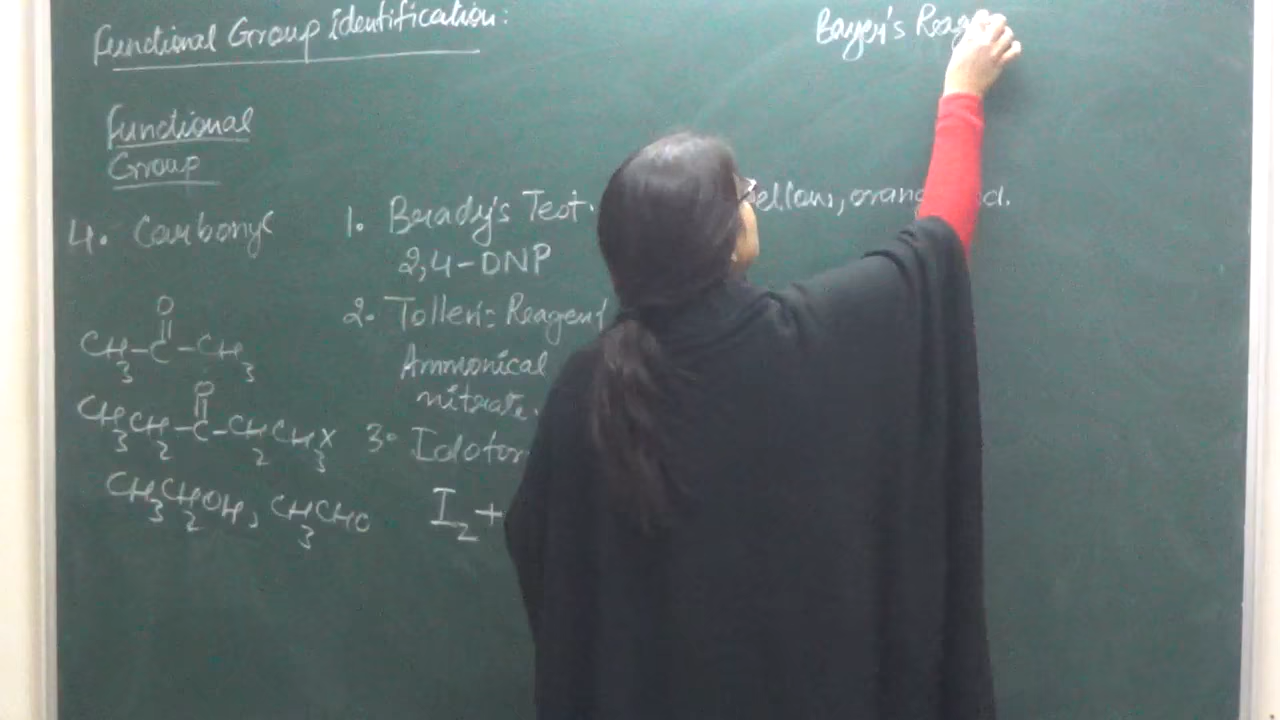 Functional Group identification:
Bayer's Reag
Functional
Group
4. Carbonyl
1. Brady's Test.
ellow, orang d.
2,4-DNP
O
||
CH3-C-CH3
2. Tollen's Reagent
Ammonical
nitrate.
O
||
CH3CH2-C-CH2CH3 X
3. Idofor
CH3CH2OH, CH3CHO
I2+